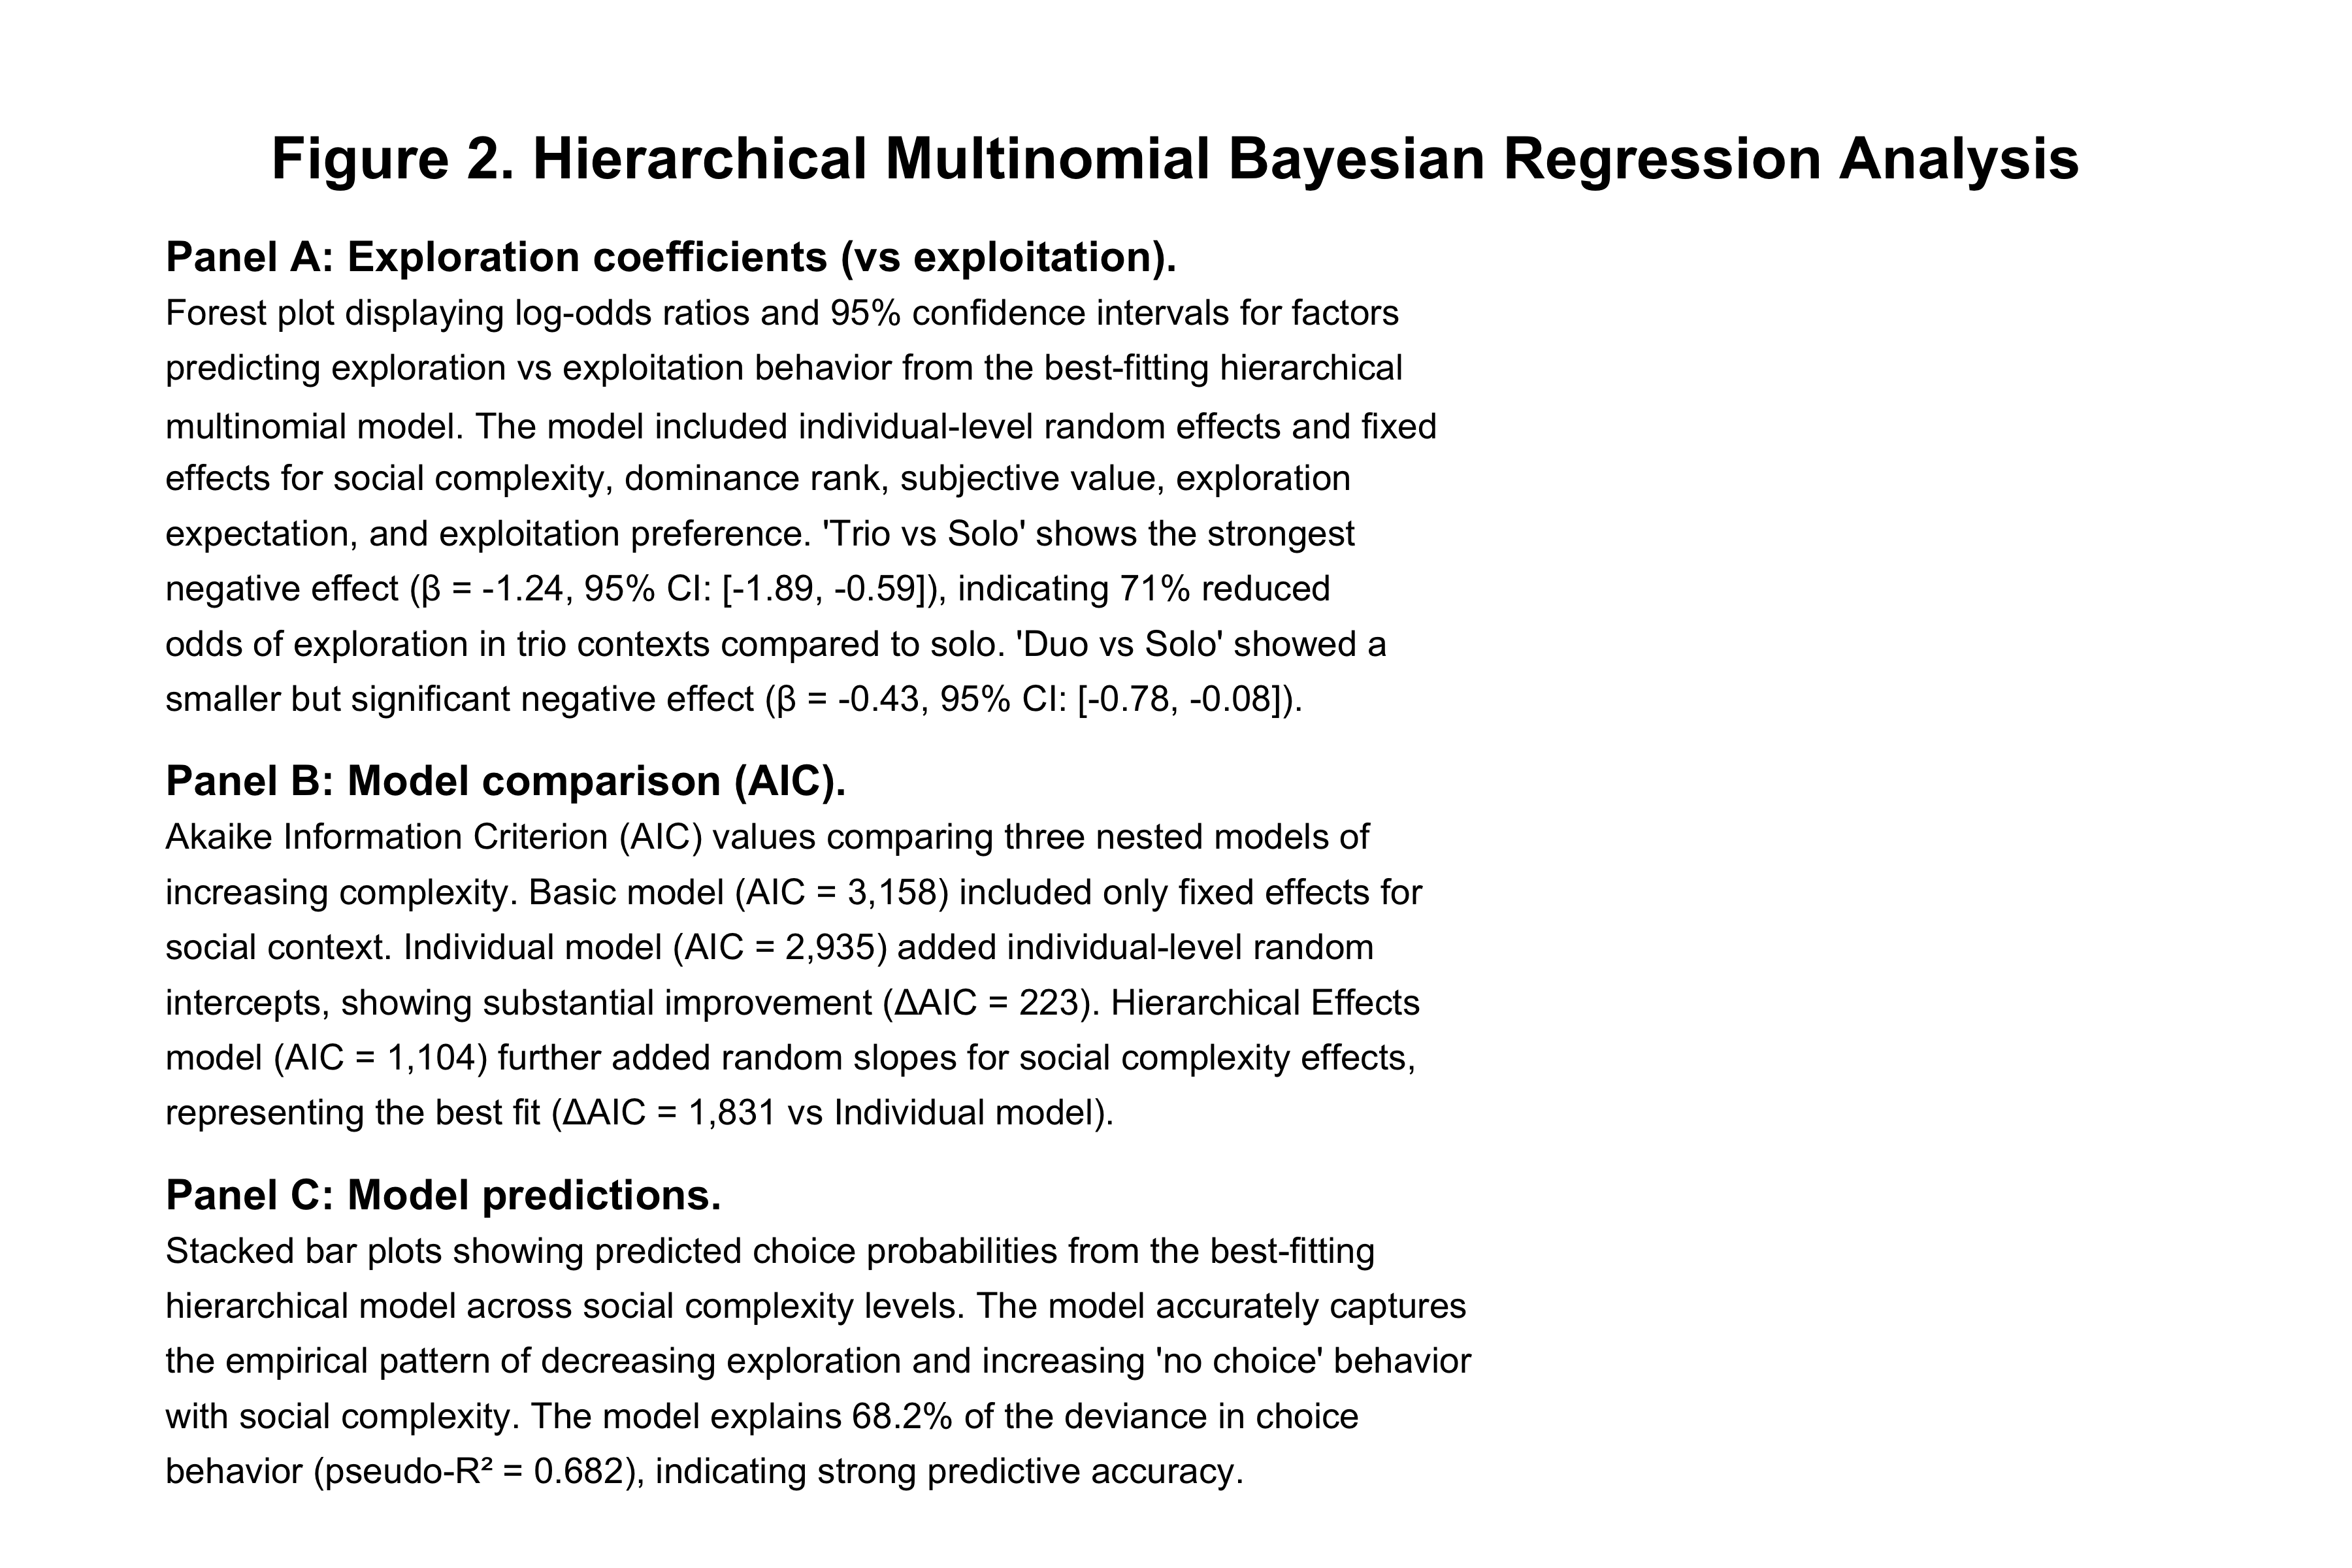 Figure 2. Hierarchical Multinomial Bayesian Regression Analysis
Panel A: Exploration coefficients (vs exploitation).
Forest plot displaying log-odds ratios and 95% confidence intervals for factors
predicting exploration vs exploitation behavior from the best-fitting hierarchical
multinomial model. The model included individual-level random effects and fixed
effects for social complexity, dominance rank, subjective value, exploration
expectation, and exploitation preference. 'Trio vs Solo' shows the strongest
negative effect (β = -1.24, 95% CI: [-1.89, -0.59]), indicating 71% reduced
odds of exploration in trio contexts compared to solo. 'Duo vs Solo' showed a
smaller but significant negative effect (β = -0.43, 95% CI: [-0.78, -0.08]).
Panel B: Model comparison (AIC).
Akaike Information Criterion (AIC) values comparing three nested models of
increasing complexity. Basic model (AIC = 3,158) included only fixed effects for
social context. Individual model (AIC = 2,935) added individual-level random
intercepts, showing substantial improvement (ΔAIC = 223). Hierarchical Effects
model (AIC = 1,104) further added random slopes for social complexity effects,
representing the best fit (ΔAIC = 1,831 vs Individual model).
Panel C: Model predictions.
Stacked bar plots showing predicted choice probabilities from the best-fitting
hierarchical model across social complexity levels. The model accurately captures
the empirical pattern of decreasing exploration and increasing 'no choice' behavior
with social complexity. The model explains 68.2% of the deviance in choice
behavior (pseudo-R² = 0.682), indicating strong predictive accuracy.